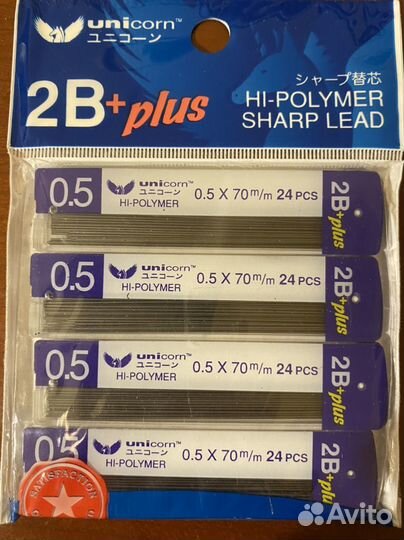 unicorn™
ユニコーン
2B+plus
シャープ替芯
HI-POLYMER
SHARP LEAD
0.5 unicorn™ ユニコーン HI-POLYMER 0.5 X 70m/m 24 PCS 2B+plus
0.5 unicorn™ ユニコーン HI-POLYMER 0.5 X 70m/m 24 PCS 2B+plus
0.5 unicorn™ ユニコーン HI-POLYMER 0.5 X 70m/m 24 PCS 2B+plus
0.5 unicorn™ ユニコーン HI-POLYMER 0.5 X 70m/m 24 PCS 2B+plus
SATISFACTION
Avito